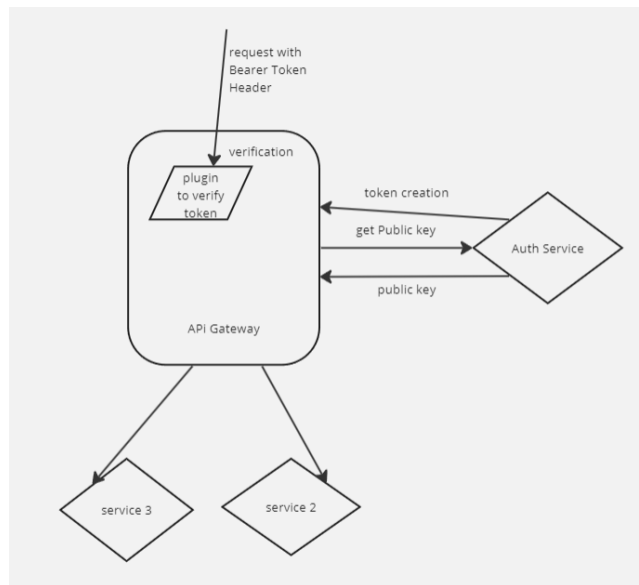 request with
Bearer Token
Header
verification
plugin
to verify
token
token creation
get Public key
Auth Service
public key
APi Gateway
service 3
service 2